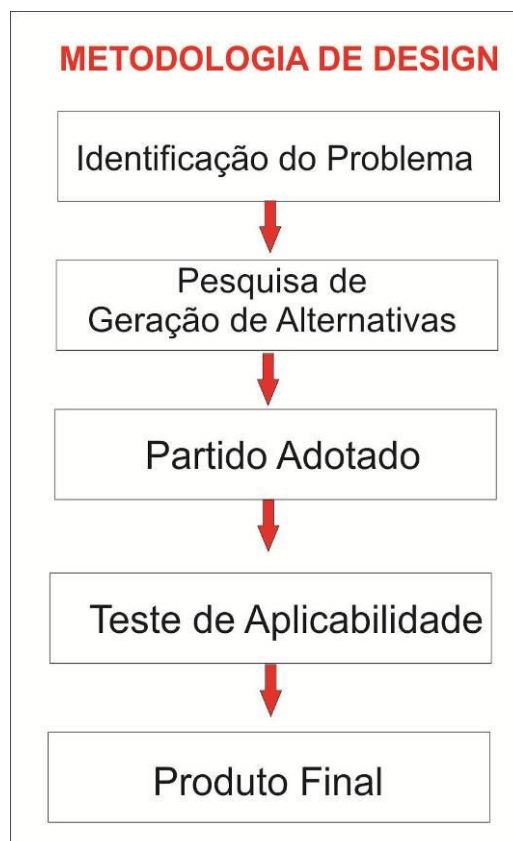 METODOLOGIA DE DESIGN
Identificação do Problema
Pesquisa de
Geração de Alternativas
Partido Adotado
Teste de Aplicabilidade
Produto Final